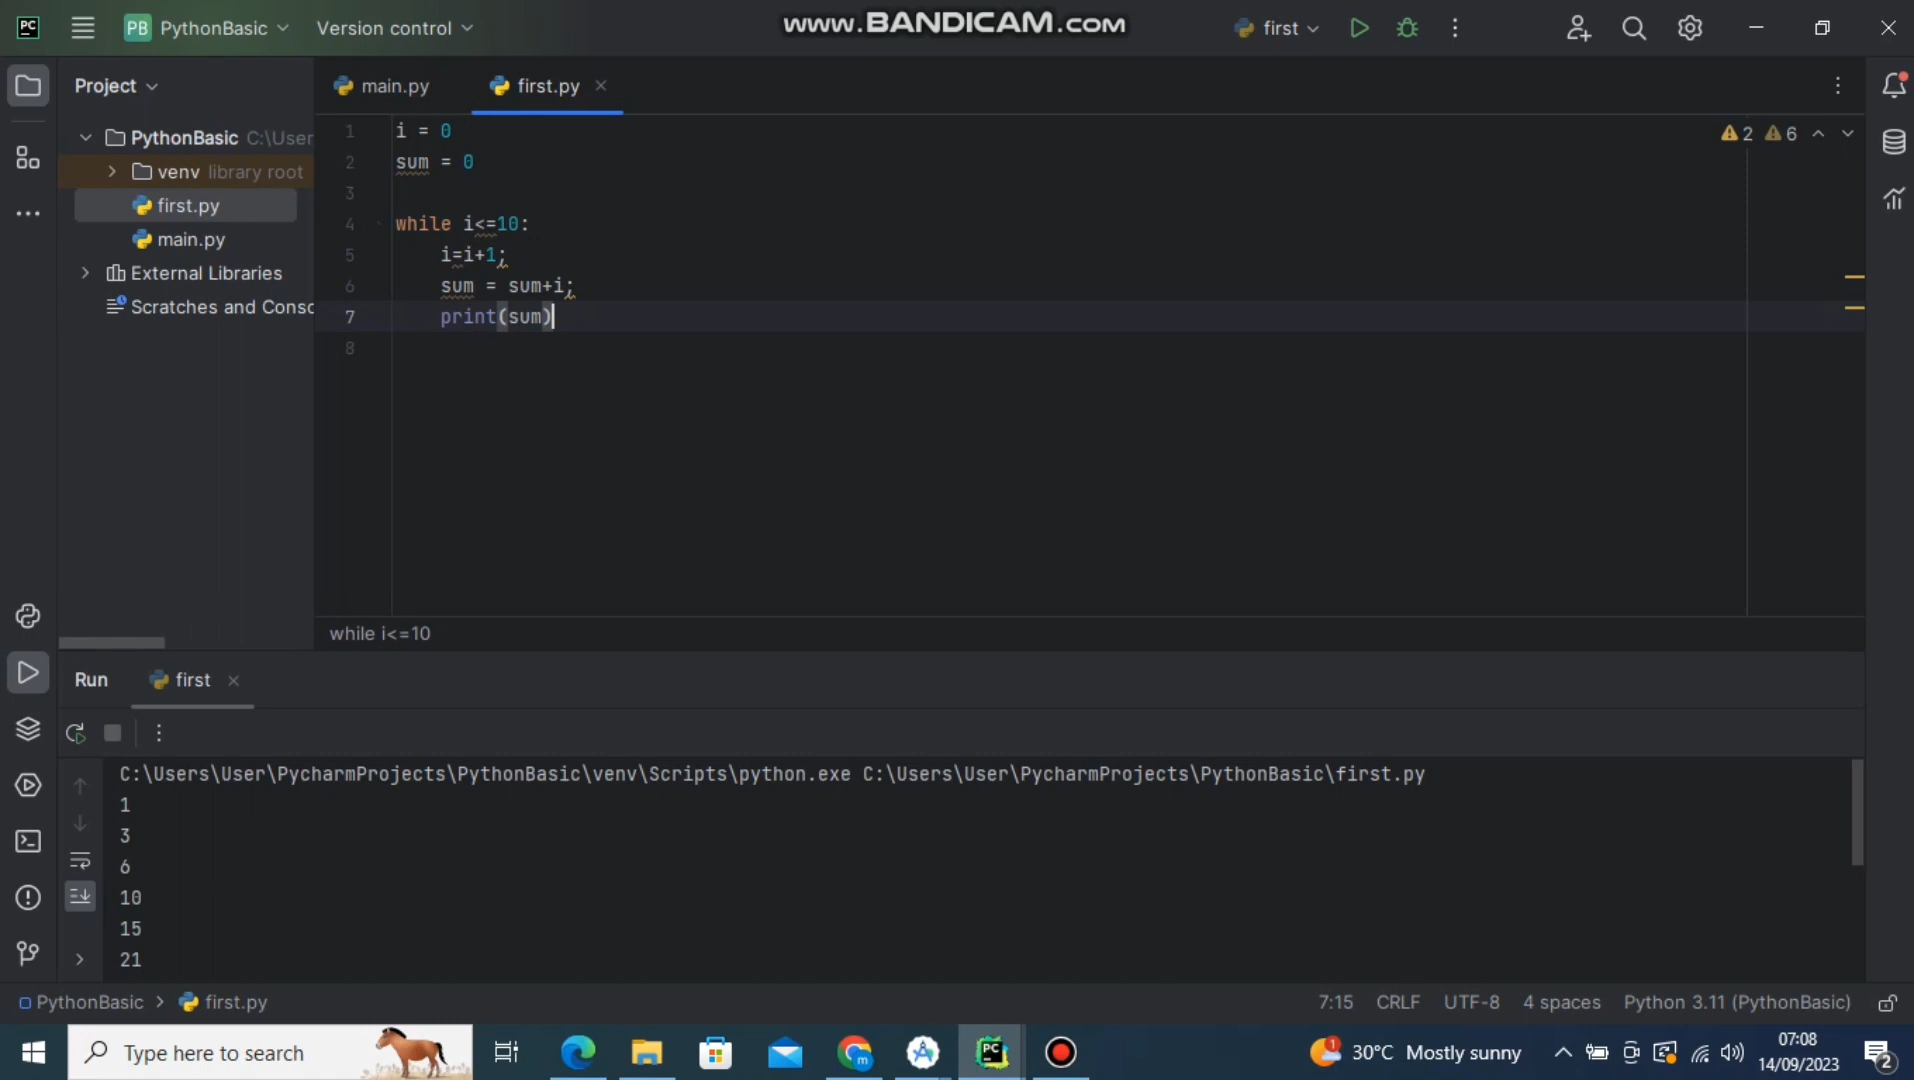 PC
PB PythonBasic
Version control
www.BANDICAM.com
first
Project
main.py
first.py
PythonBasic C:\User
venv library root
first.py
main.py
External Libraries
Scratches and Consc
1 i = 0
2 sum = 0
3
4 while i<=10:
5 i=i+1;
6 sum = sum+i;
7 print(sum)
8
2 6
while i<=10
Run
first
C:\Users\User\PycharmProjects\PythonBasic\venv\Scripts\python.exe C:\Users\User\PycharmProjects\PythonBasic\first.py
1
3
6
10
15
21
PythonBasic > first.py
7:15 CRLF UTF-8 4 spaces Python 3.11 (PythonBasic)
Type here to search
m
PC
1
30°C Mostly sunny
07:08
14/09/2023
2